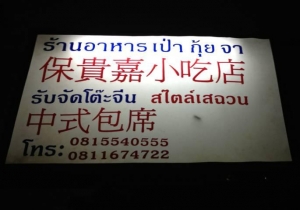 ร้านอาหาร เป่า กุ้ย จา
保貴嘉小吃店
รับจัดโต๊ะจีน สไตล์เสฉวน
中式包席
โทร: 0815540555
0811674722